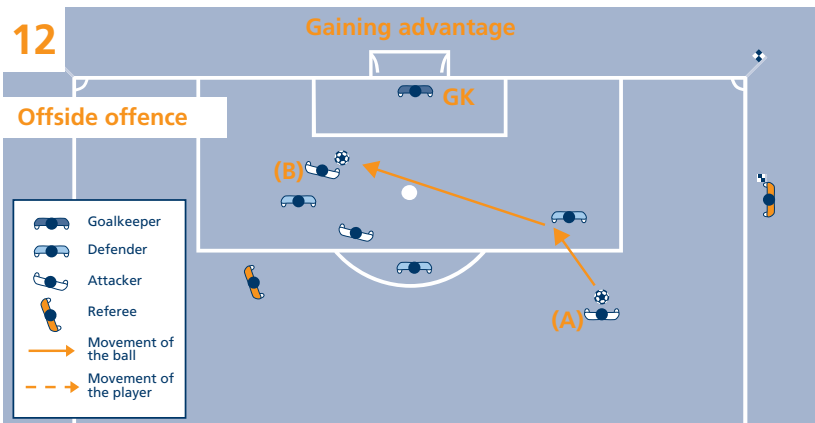 12
Gaining advantage
GK
Offside offence
(B)
(A)
Goalkeeper
Defender
Attacker
Referee
Movement of
the ball
Movement of
the player